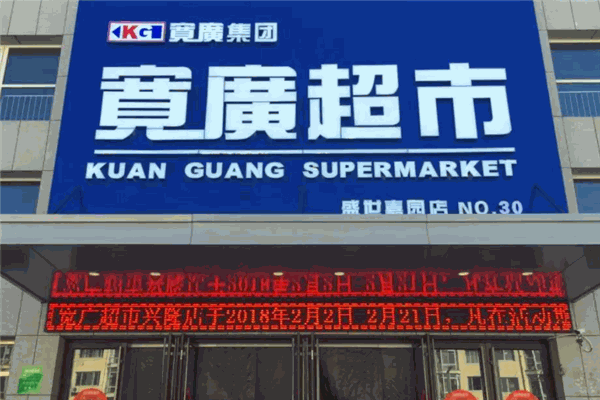 KG 寬廣集团
寬廣超市
KUAN GUANG SUPERMARKET
盛世嘉园店 NO.30
宽广超市兴隆店于2018年2月2日 2月21日，凡在活动